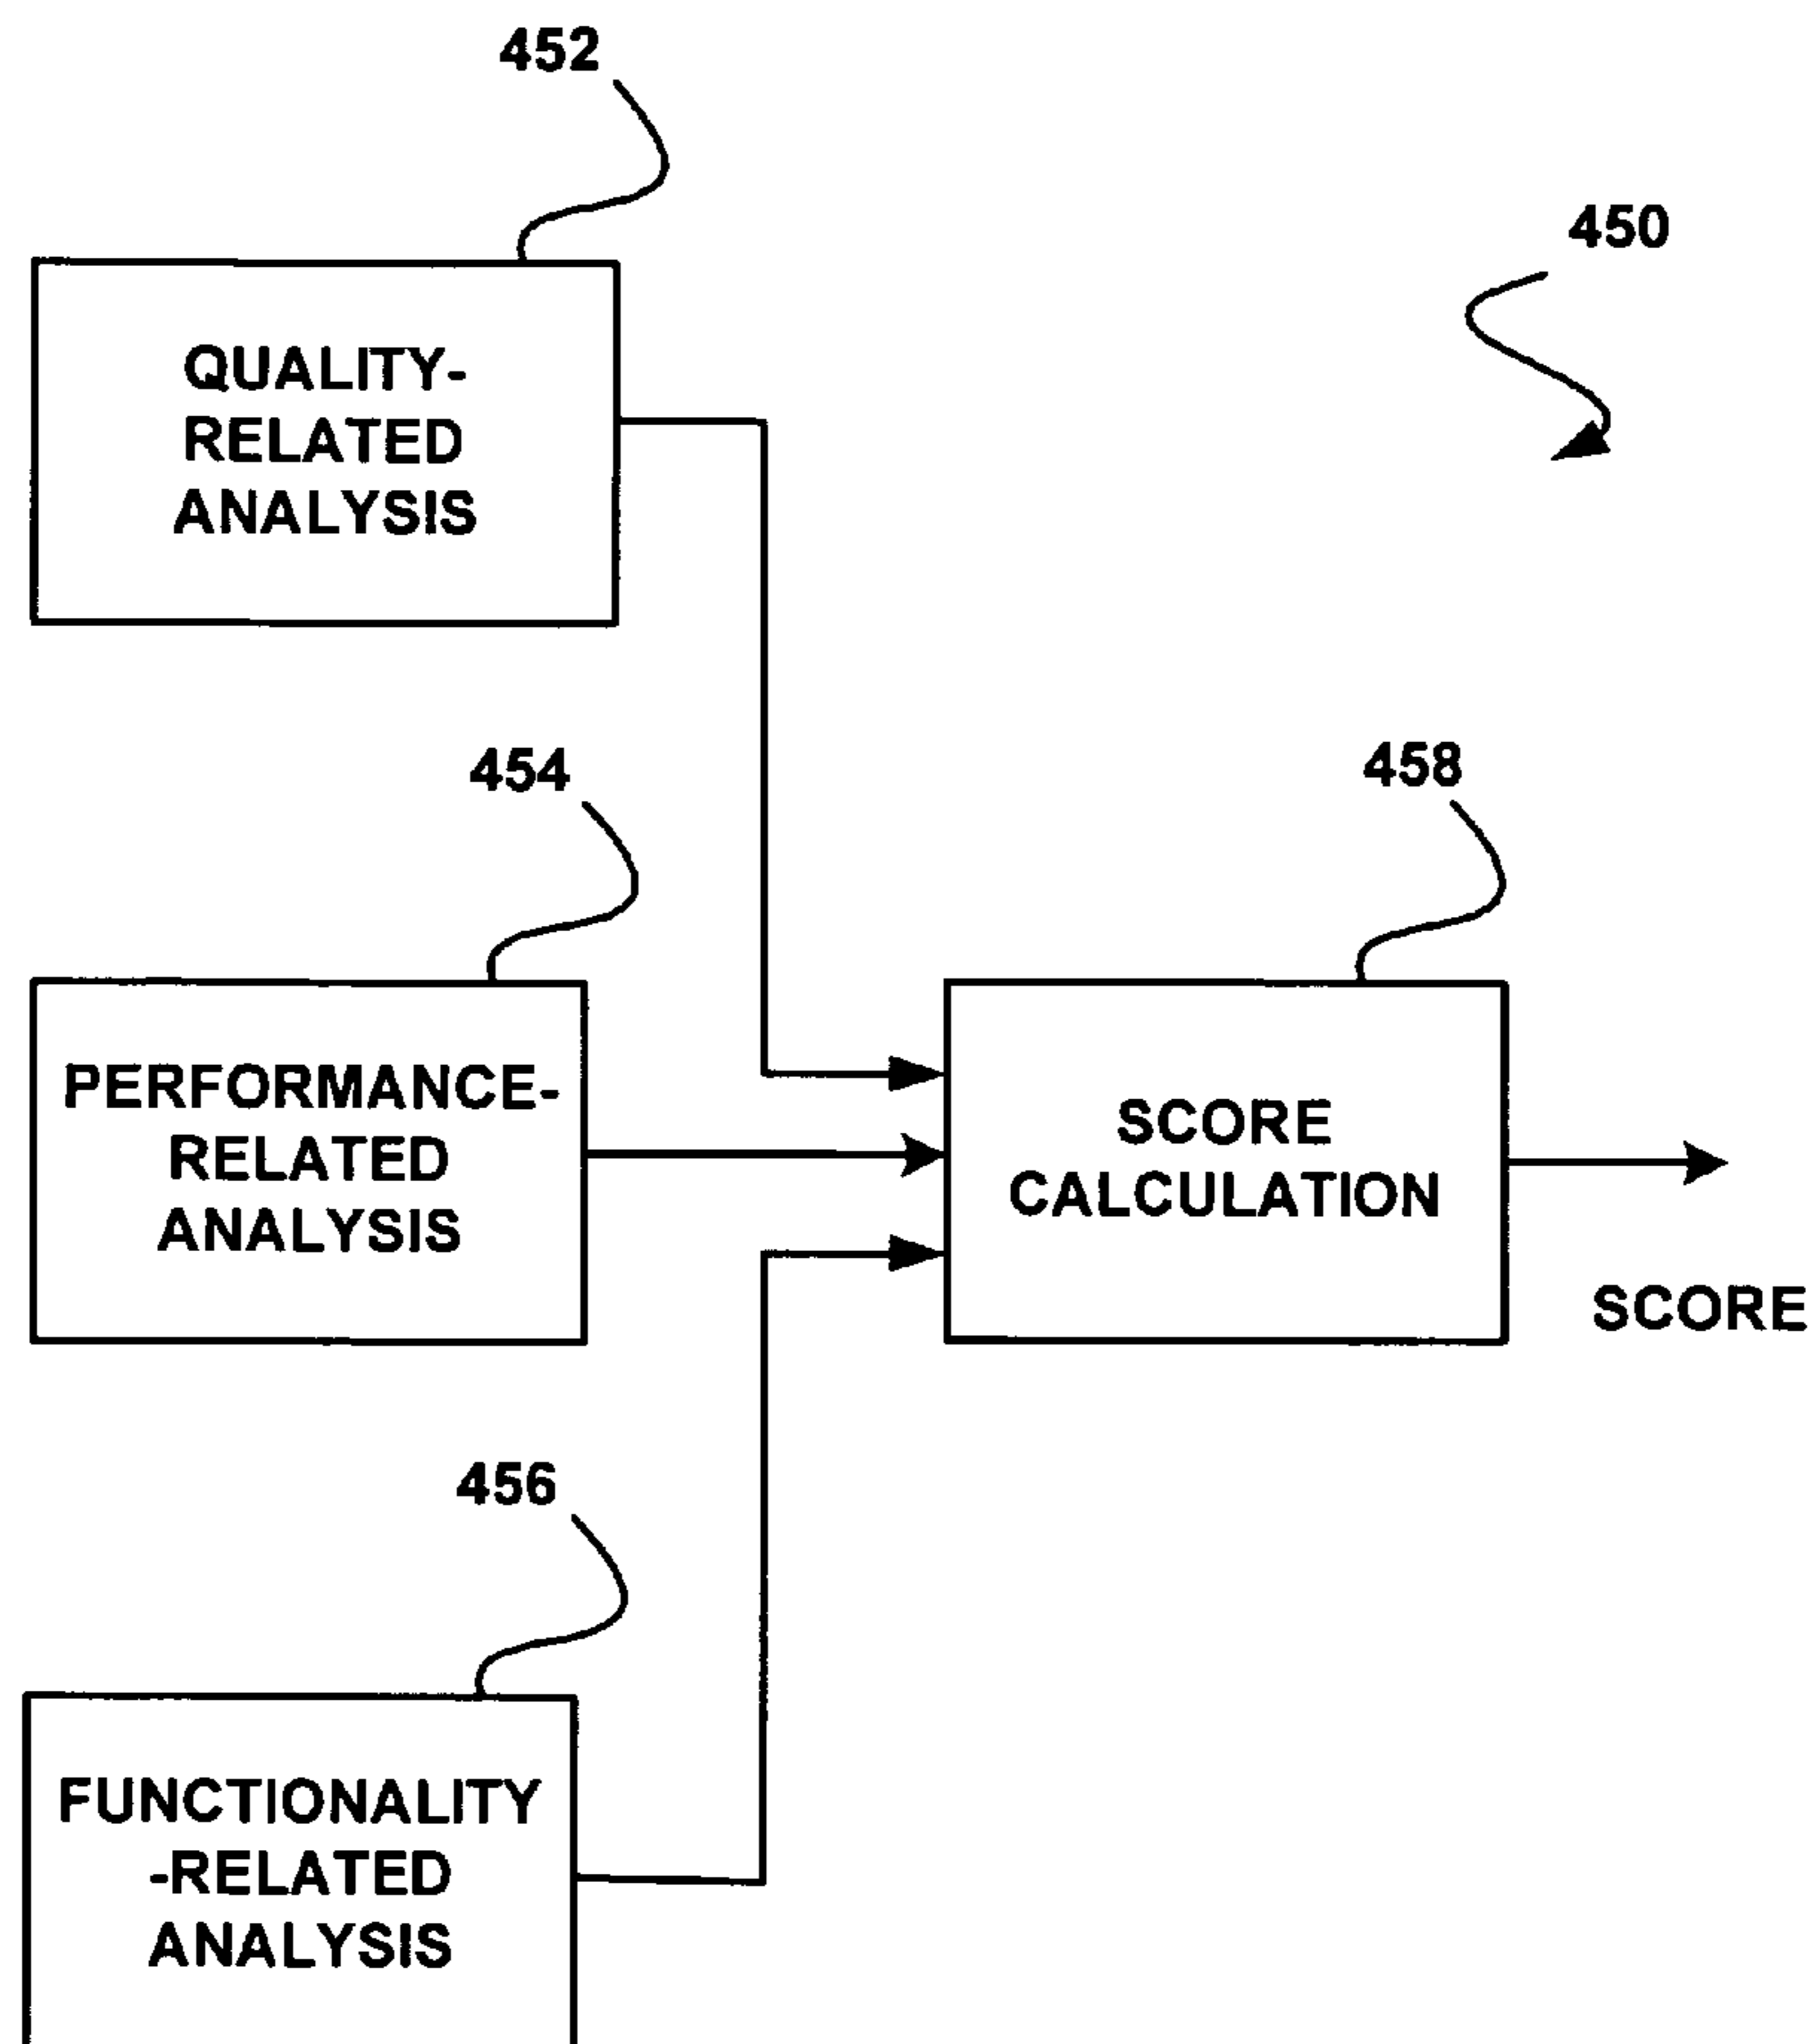 452
450
QUALITY-
RELATED
ANALYSIS
454
458
PERFORMANCE-
RELATED
ANALYSIS
SCORE
CALCULATION
SCORE
456
FUNCTIONALITY
-RELATED
ANALYSIS